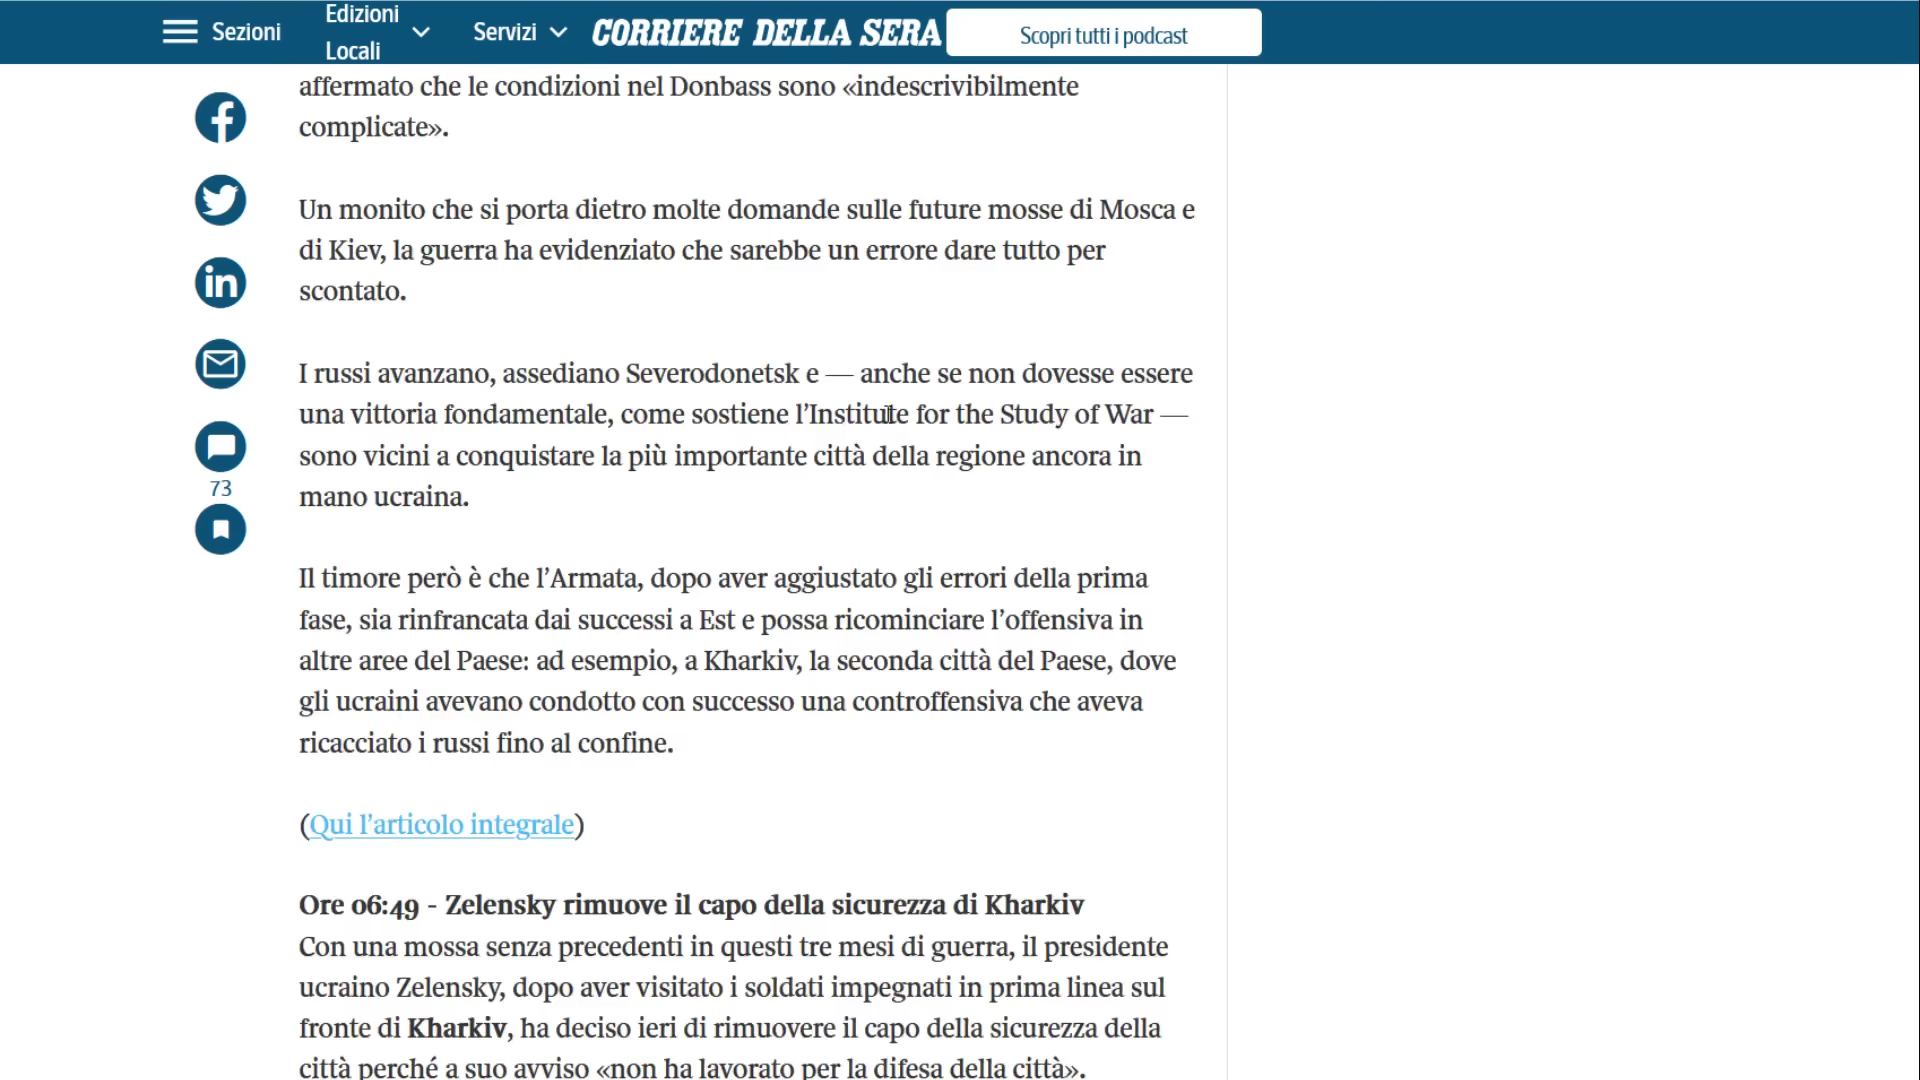 Sezioni
Edizioni
Locali
Servizi
CORRIERE DELLA SERA
Scopri tutti i podcast
affermato che le condizioni nel Donbass sono «indescrivibilmente
complicate».
Un monito che si porta dietro molte domande sulle future mosse di Mosca e
di Kiev, la guerra ha evidenziato che sarebbe un errore dare tutto per
scontato.
I russi avanzano, assediano Severodonetsk e — anche se non dovesse essere
una vittoria fondamentale, come sostiene l’Institute for the Study of War —
sono vicini a conquistare la più importante città della regione ancora in
mano ucraina.
Il timore però è che l’Armata, dopo aver aggiustato gli errori della prima
fase, sia rinfrancata dai successi a Est e possa ricominciare l’offensiva in
altre aree del Paese: ad esempio, a Kharkiv, la seconda città del Paese, dove
gli ucraini avevano condotto con successo una controffensiva che aveva
ricacciato i russi fino al confine.
(Qui l’articolo integrale)
Ore 06:49 - Zelensky rimuove il capo della sicurezza di Kharkiv
Con una mossa senza precedenti in questi tre mesi di guerra, il presidente
ucraino Zelensky, dopo aver visitato i soldati impegnati in prima linea sul
fronte di Kharkiv, ha deciso ieri di rimuovere il capo della sicurezza della
città perché a suo avviso «non ha lavorato per la difesa della città».
in
73